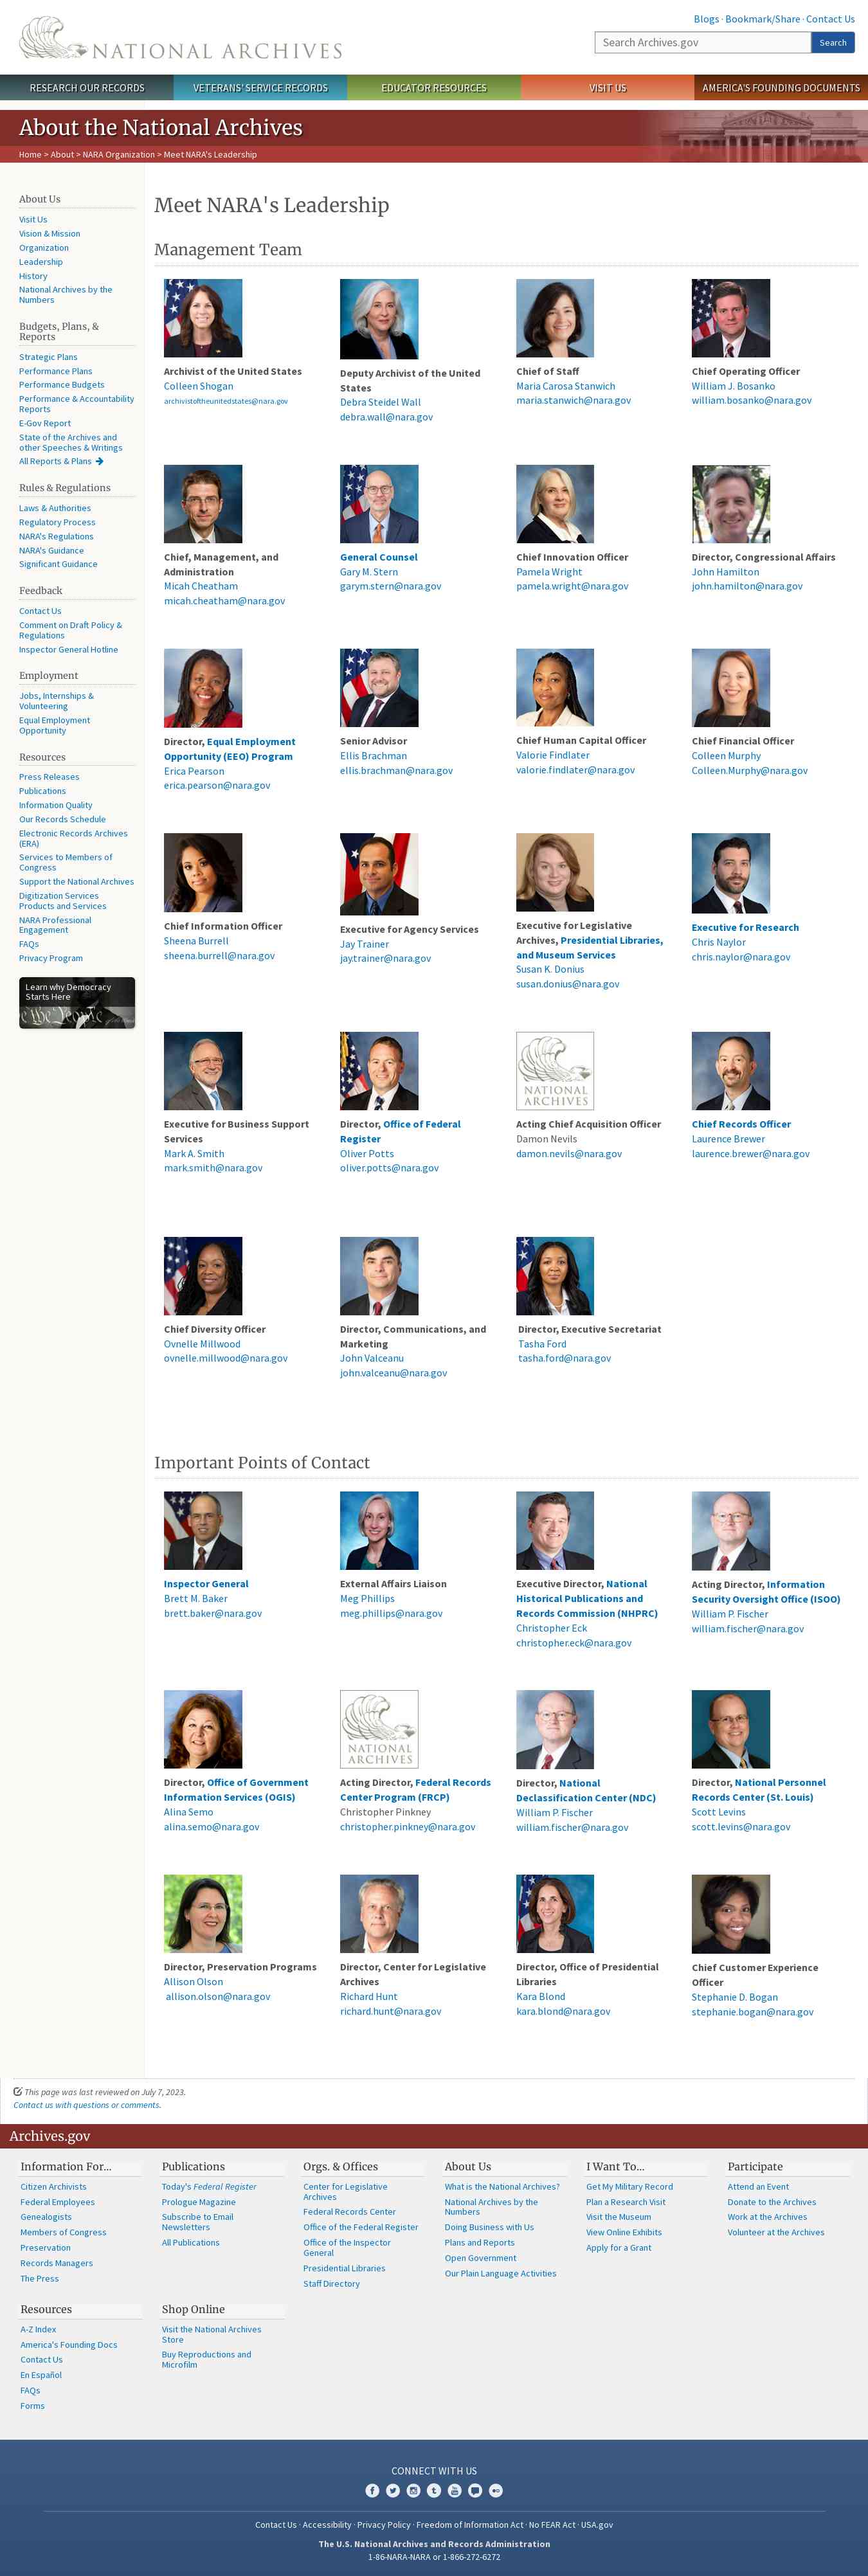 Blogs · Bookmark/Share · Contact Us
NATIONAL ARCHIVES
Search Archives.gov
Search
RESEARCH OUR RECORDS
VETERANS' SERVICE RECORDS
EDUCATOR RESOURCES
VISIT US
AMERICA'S FOUNDING DOCUMENTS
About the National Archives
Home > About > NARA Organization > Meet NARA's Leadership
About Us
Visit Us
Vision & Mission
Organization
Leadership
History
National Archives by the
Numbers
Budgets, Plans, &
Reports
Strategic Plans
Performance Plans
Performance Budgets
Performance & Accountability
Reports
E-Gov Report
State of the Archives and
other Speeches & Writings
All Reports & Plans
Rules & Regulations
Laws & Authorities
Regulatory Process
NARA's Regulations
NARA's Guidance
Significant Guidance
Feedback
Contact Us
Comment on Draft Policy &
Regulations
Inspector General Hotline
Employment
Jobs, Internships &
Volunteering
Equal Employment
Opportunity
Resources
Press Releases
Publications
Information Quality
Our Records Schedule
Electronic Records Archives
(ERA)
Services to Members of
Congress
Support the National Archives
Digitization Services
Products and Services
NARA Professional
Engagement
FAQs
Privacy Program
Learn why Democracy
Starts Here
Meet NARA's Leadership
Management Team
Archivist of the United States
Colleen Shogan
archivistoftheunitedstates@nara.gov
Deputy Archivist of the United
States
Debra Steidel Wall
debra.wall@nara.gov
Chief of Staff
Maria Carosa Stanwich
maria.stanwich@nara.gov
Chief Operating Officer
William J. Bosanko
william.bosanko@nara.gov
Chief, Management, and
Administration
Micah Cheatham
micah.cheatham@nara.gov
General Counsel
Gary M. Stern
garym.stern@nara.gov
Chief Innovation Officer
Pamela Wright
pamela.wright@nara.gov
Director, Congressional Affairs
John Hamilton
john.hamilton@nara.gov
Director, Equal Employment
Opportunity (EEO) Program
Erica Pearson
erica.pearson@nara.gov
Senior Advisor
Ellis Brachman
ellis.brachman@nara.gov
Chief Human Capital Officer
Valorie Findlater
valorie.findlater@nara.gov
Chief Financial Officer
Colleen Murphy
Colleen.Murphy@nara.gov
Chief Information Officer
Sheena Burrell
sheena.burrell@nara.gov
Executive for Agency Services
Jay Trainer
jay.trainer@nara.gov
Executive for Legislative
Archives, Presidential Libraries,
and Museum Services
Susan K. Donius
susan.donius@nara.gov
Executive for Research
Chris Naylor
chris.naylor@nara.gov
Executive for Business Support
Services
Mark A. Smith
mark.smith@nara.gov
Director, Office of Federal
Register
Oliver Potts
oliver.potts@nara.gov
NATIONAL
ARCHIVES
Acting Chief Acquisition Officer
Damon Nevils
damon.nevils@nara.gov
Chief Records Officer
Laurence Brewer
laurence.brewer@nara.gov
Chief Diversity Officer
Ovnelle Millwood
ovnelle.millwood@nara.gov
Director, Communications, and
Marketing
John Valceanu
john.valceanu@nara.gov
Director, Executive Secretariat
Tasha Ford
tasha.ford@nara.gov
Important Points of Contact
Inspector General
Brett M. Baker
brett.baker@nara.gov
External Affairs Liaison
Meg Phillips
meg.phillips@nara.gov
Executive Director, National
Historical Publications and
Records Commission (NHPRC)
Christopher Eck
christopher.eck@nara.gov
Acting Director, Information
Security Oversight Office (ISOO)
William P. Fischer
william.fischer@nara.gov
Director, Office of Government
Information Services (OGIS)
Alina Semo
alina.semo@nara.gov
NATIONAL
ARCHIVES
Acting Director, Federal Records
Center Program (FRCP)
Christopher Pinkney
christopher.pinkney@nara.gov
Director, National
Declassification Center (NDC)
William P. Fischer
william.fischer@nara.gov
Director, National Personnel
Records Center (St. Louis)
Scott Levins
scott.levins@nara.gov
Director, Preservation Programs
Allison Olson
allison.olson@nara.gov
Director, Center for Legislative
Archives
Richard Hunt
richard.hunt@nara.gov
Director, Office of Presidential
Libraries
Kara Blond
kara.blond@nara.gov
Chief Customer Experience
Officer
Stephanie D. Bogan
stephanie.bogan@nara.gov
This page was last reviewed on July 7, 2023.
Contact us with questions or comments.
Archives.gov
Information For…
Citizen Archivists
Federal Employees
Genealogists
Members of Congress
Preservation
Records Managers
The Press
Publications
Today's Federal Register
Prologue Magazine
Subscribe to Email
Newsletters
All Publications
Orgs. & Offices
Center for Legislative
Archives
Federal Records Center
Office of the Federal Register
Office of the Inspector
General
Presidential Libraries
Staff Directory
About Us
What is the National Archives?
National Archives by the
Numbers
Doing Business with Us
Plans and Reports
Open Government
Our Plain Language Activities
I Want To…
Get My Military Record
Plan a Research Visit
Visit the Museum
View Online Exhibits
Apply for a Grant
Participate
Attend an Event
Donate to the Archives
Work at the Archives
Volunteer at the Archives
Resources
A-Z Index
America's Founding Docs
Contact Us
En Español
FAQs
Forms
Shop Online
Visit the National Archives
Store
Buy Reproductions and
Microfilm
CONNECT WITH US
Contact Us · Accessibility · Privacy Policy · Freedom of Information Act · No FEAR Act · USA.gov
The U.S. National Archives and Records Administration
1-86-NARA-NARA or 1-866-272-6272